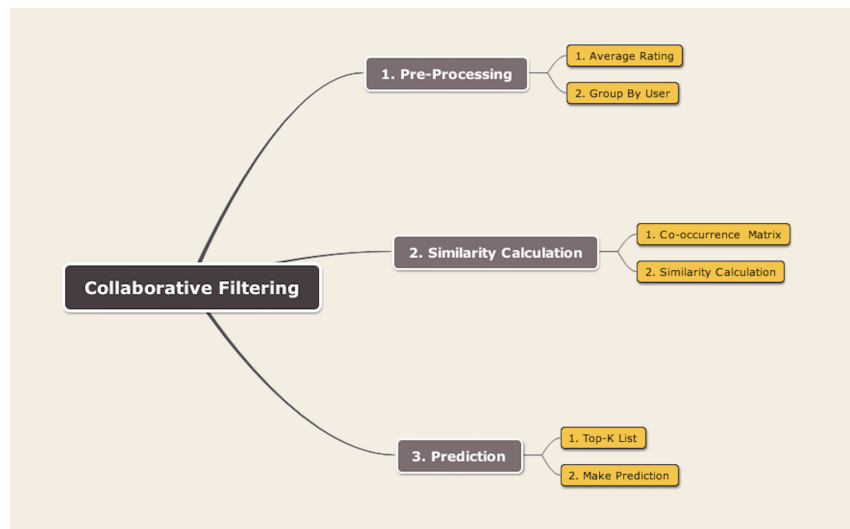 Collaborative Filtering
1. Pre-Processing
1. Average Rating
2. Group By User
2. Similarity Calculation
1. Co-occurrence Matrix
2. Similarity Calculation
3. Prediction
1. Top-K List
2. Make Prediction